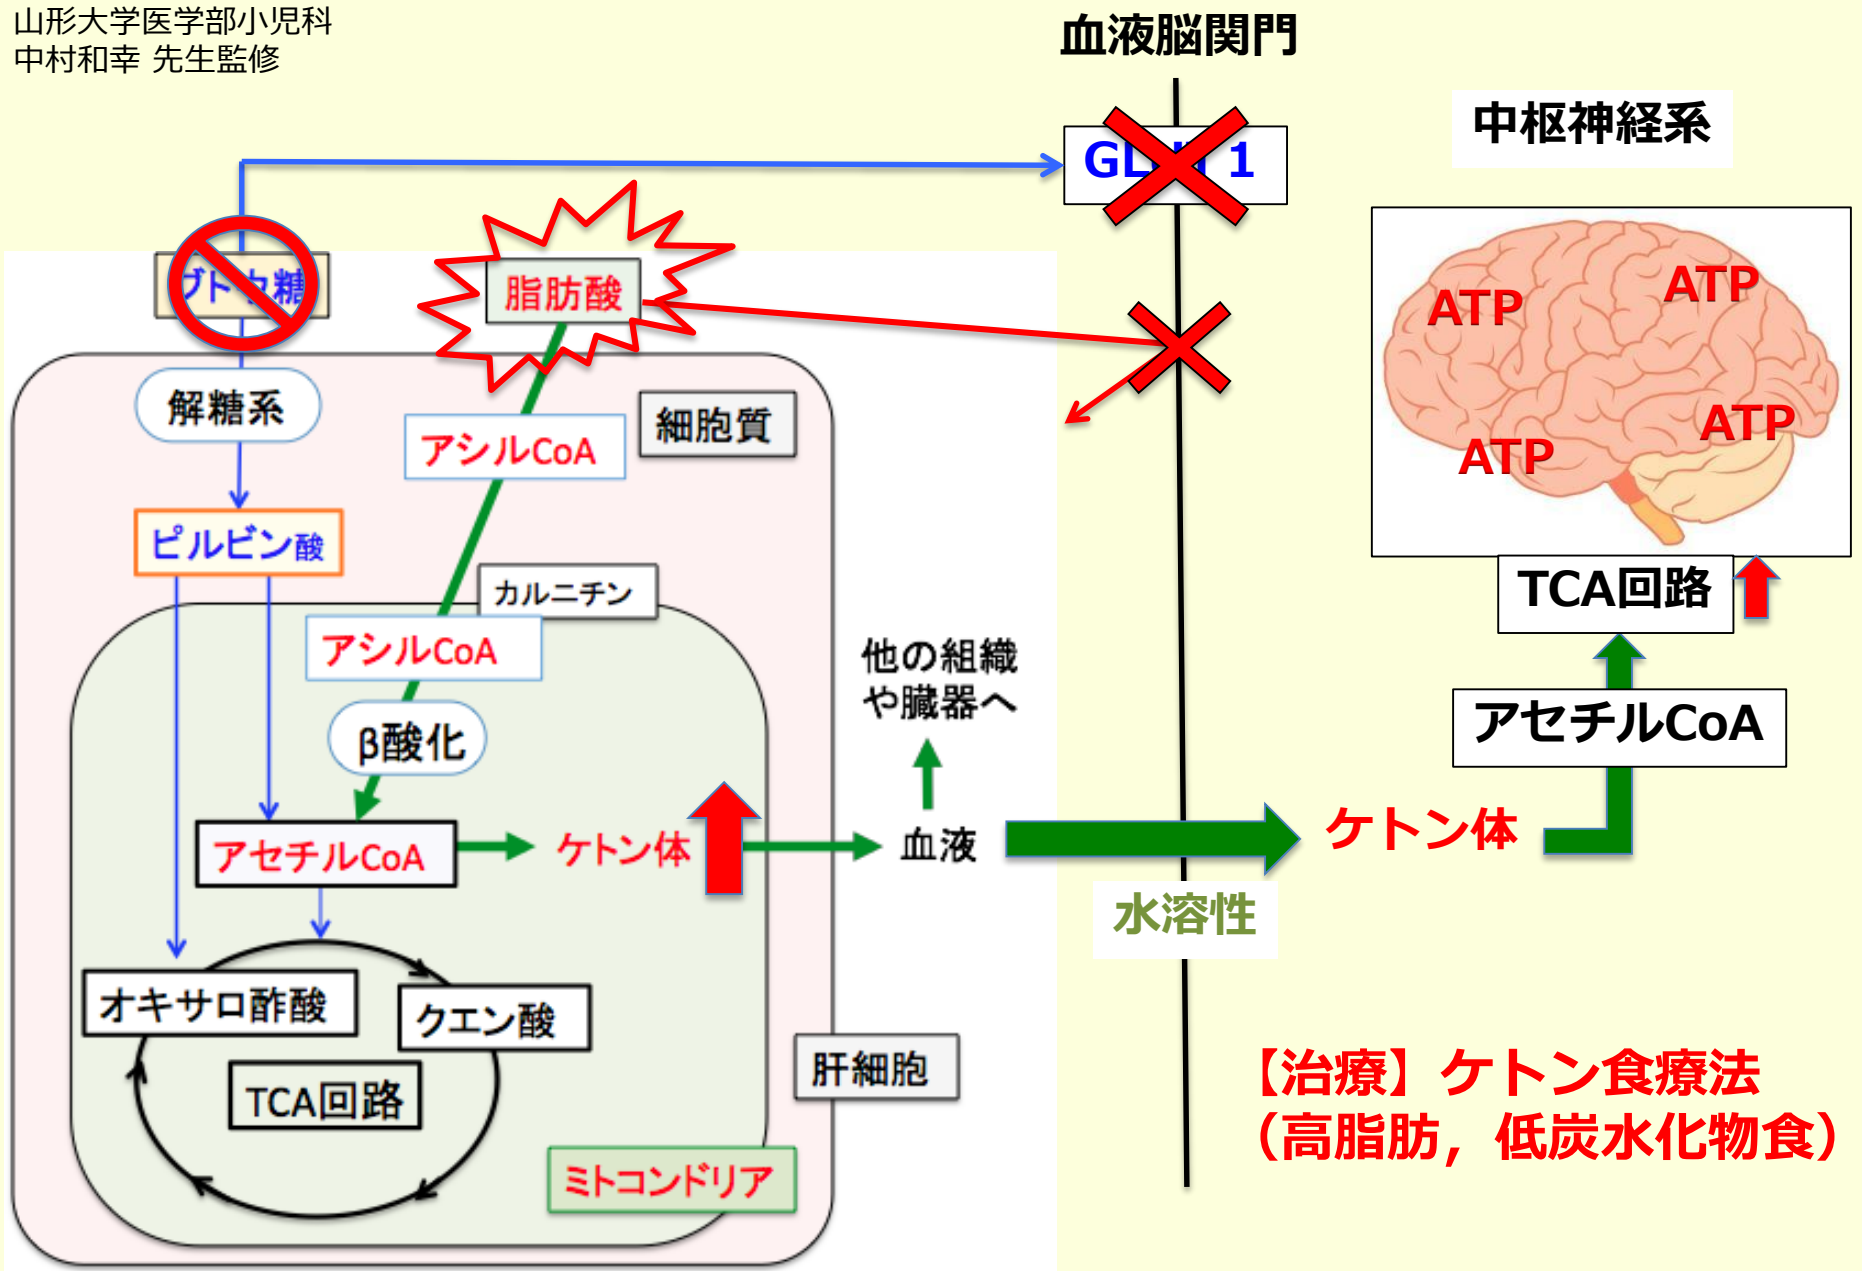 山形大学医学部小児科
中村和幸 先生監修
血液脳関門
中枢神経系
1
脂肪酸
ATP
ATP
ATP
ATP
解糖系
アシルCoA
細胞質
ピルビン酸
カルニチン
TCA回路
アシルCoA
他の組織
や臓器へ
アセチルCoA
β酸化
アセチルCoA
ケトン体
血液
ケトン体
水溶性
オキサロ酢酸
クエン酸
TCA回路
肝細胞
【治療】ケトン食療法
（高脂肪，低炭水化物食）
ミトコンドリア